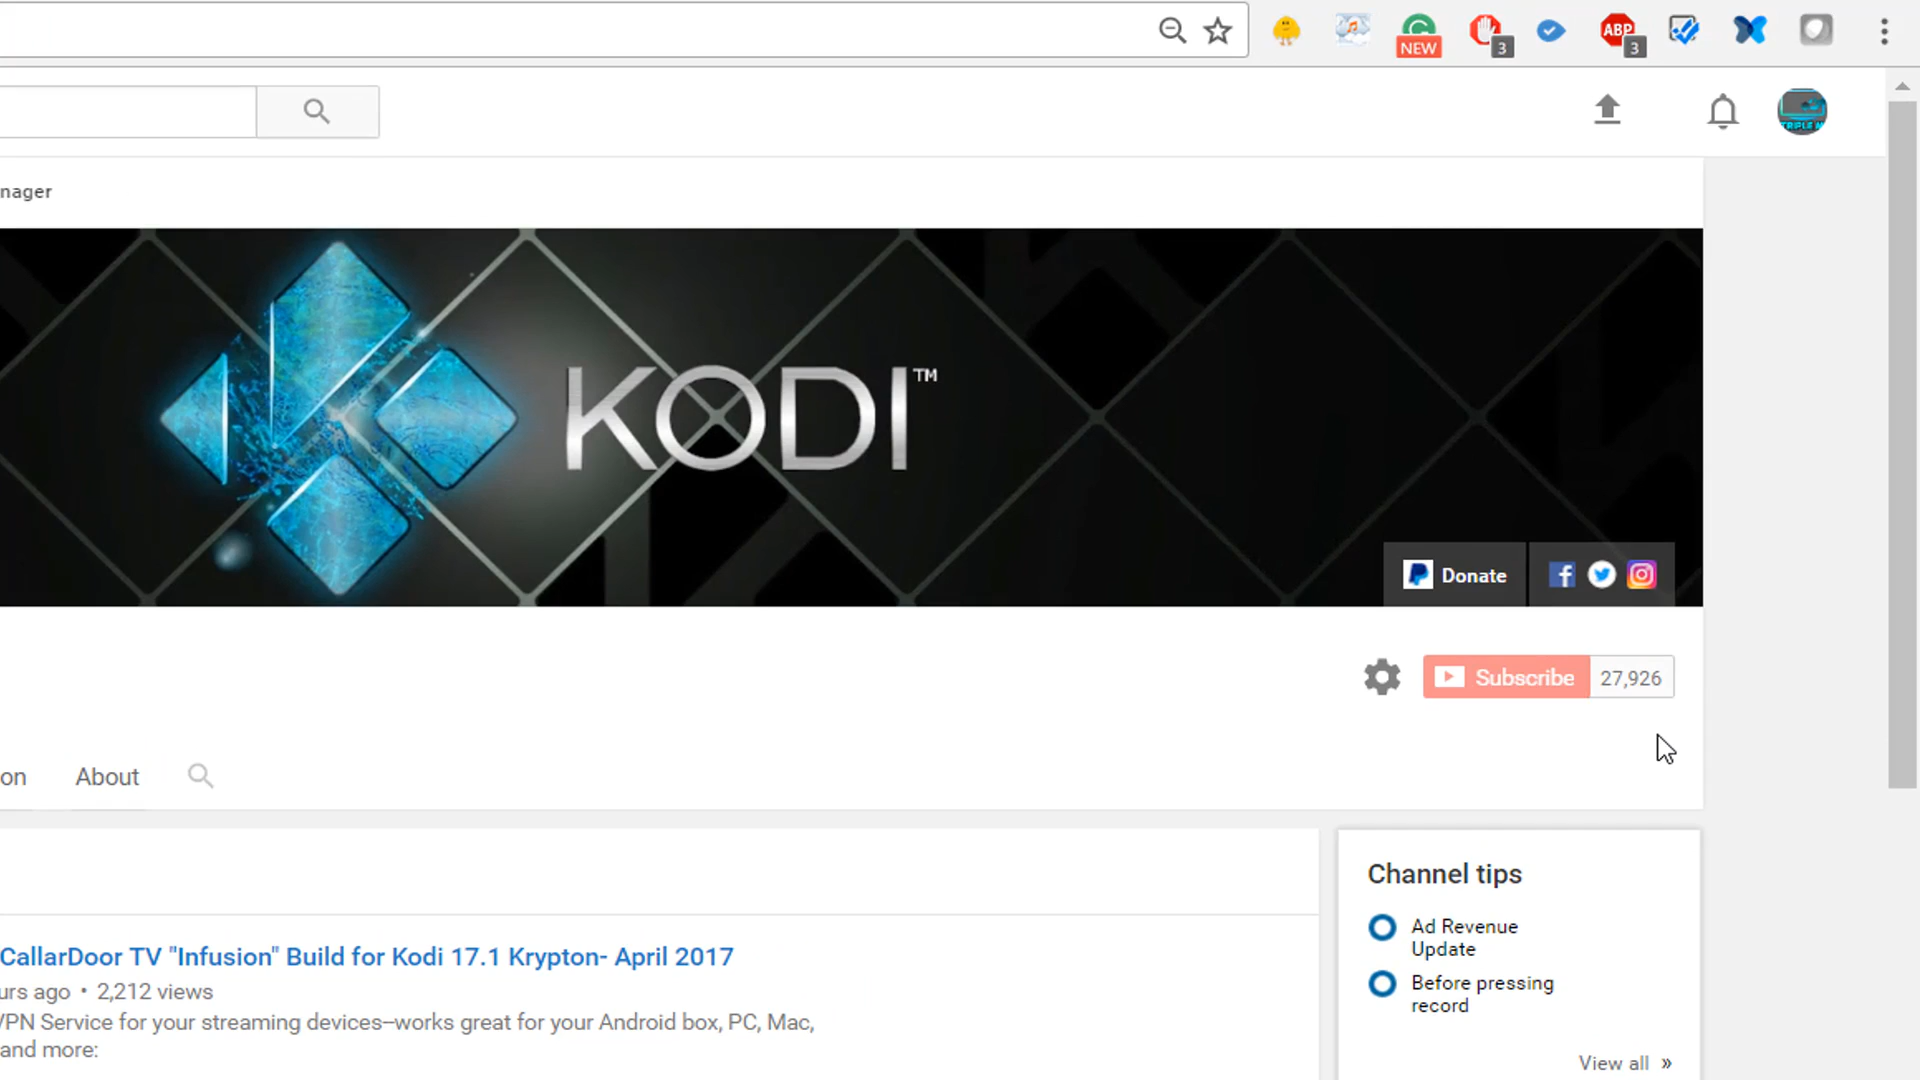 NEW
3
ABP
3
TRIPLE M
nager
KODI™
Donate
Subscribe 27,926
on About
CallarDoor TV "Infusion" Build for Kodi 17.1 Krypton- April 2017
urs ago • 2,212 views
VPN Service for your streaming devices--works great for your Android box, PC, Mac,
and more:
Channel tips
Ad Revenue
Update
Before pressing
record
View all »